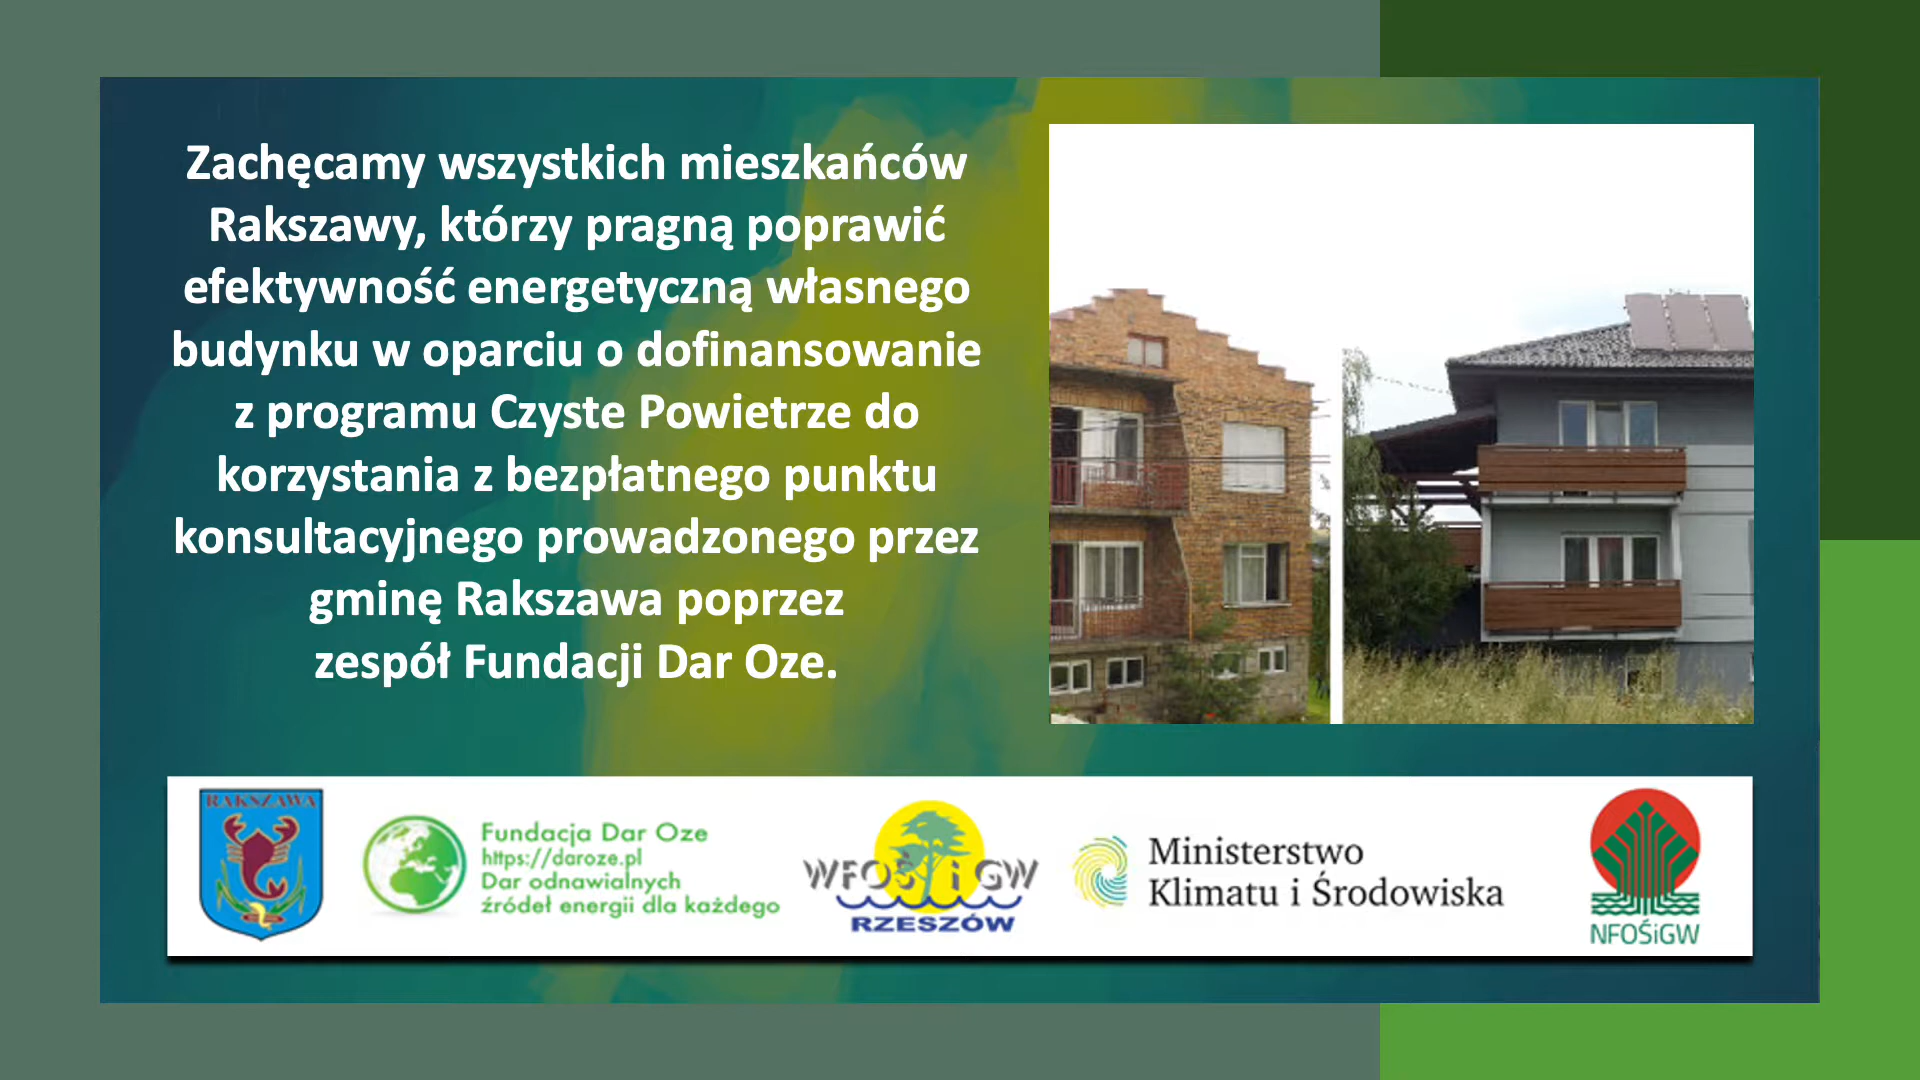 Zachęcamy wszystkich mieszkańców
Rakszawy, którzy pragną poprawić
efektywność energetyczną własnego
budynku w oparciu o dofinansowanie
z programu Czyste Powietrze do
korzystania z bezpłatnego punktu
konsultacyjnego prowadzonego przez
gminę Rakszawa poprzez
zespół Fundacji Dar Oze.
RAKSZAWA
Fundacja Dar Oze
https://daroze.pl
Dar odnawialnych
źródeł energii dla każdego
WFOŚiGW
RZESZÓW
Ministerstwo
Klimatu i Środowiska
NFOŚiGW